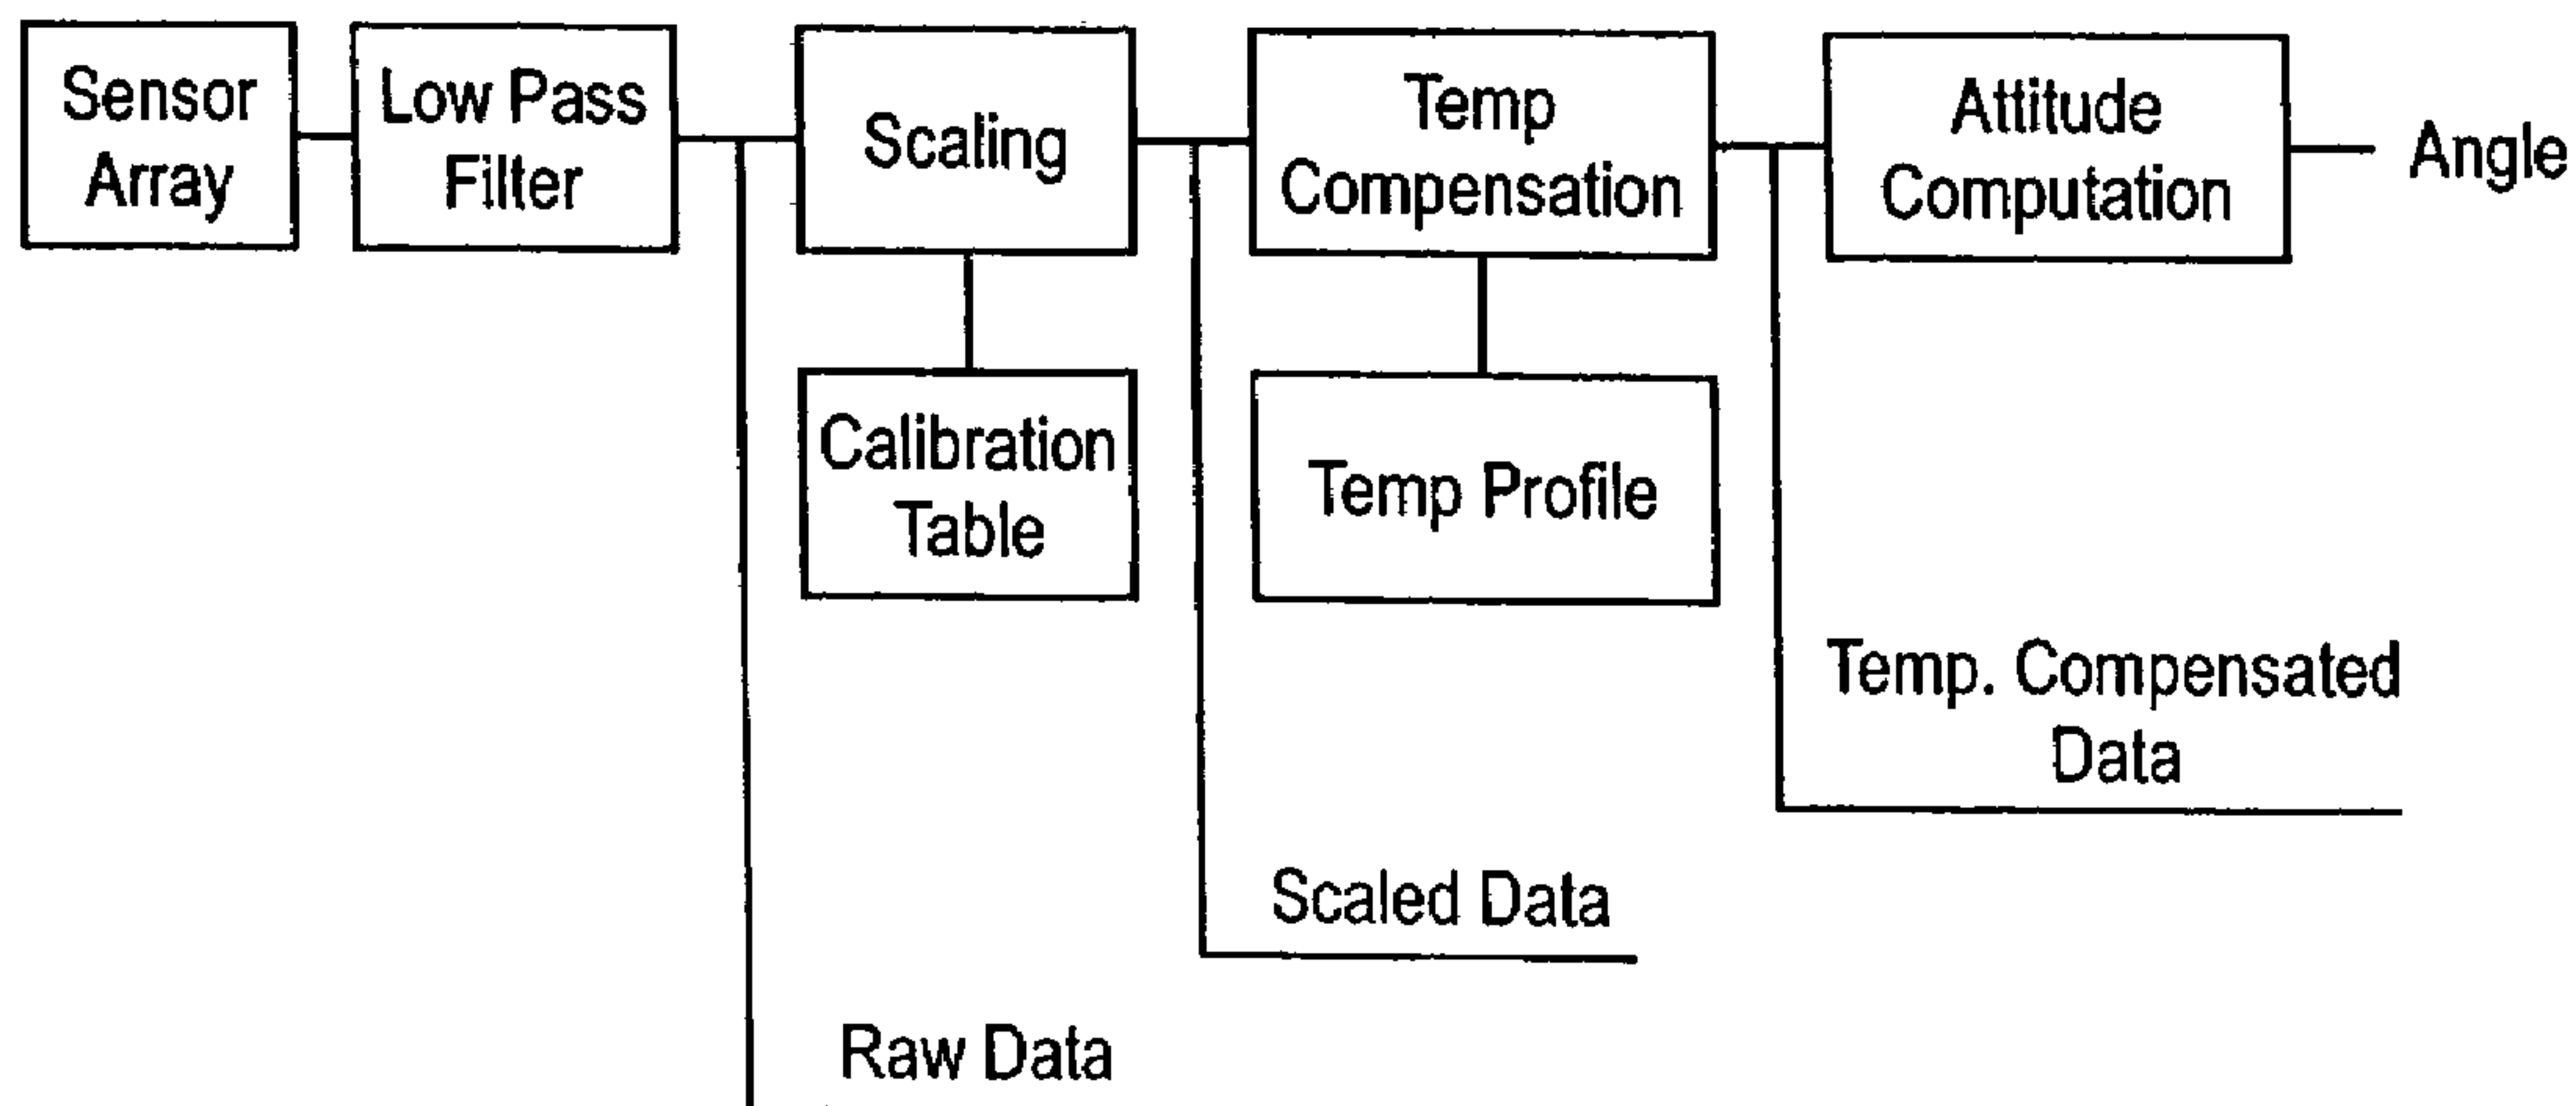 Sensor
Array
Low Pass
Filter
Scaling
Temp
Compensation
Attitude
Computation
Angle
Calibration
Table
Temp Profile
Temp. Compensated
Data
Scaled Data
Raw Data